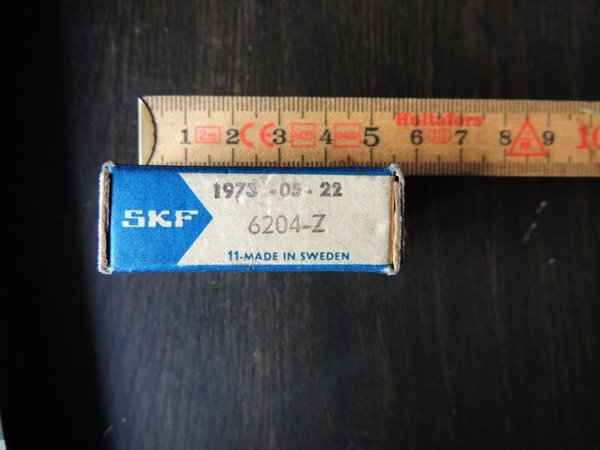 Hultafors
1 2m 2 CE 3 4 5 6 7 8 9 10
1973-05-22
SKF
6204-Z
11-MADE IN SWEDEN